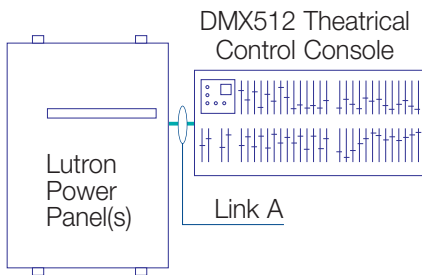 DMX512 Theatrical
Control Console
Lutron
Power
Panel(s)
Link A